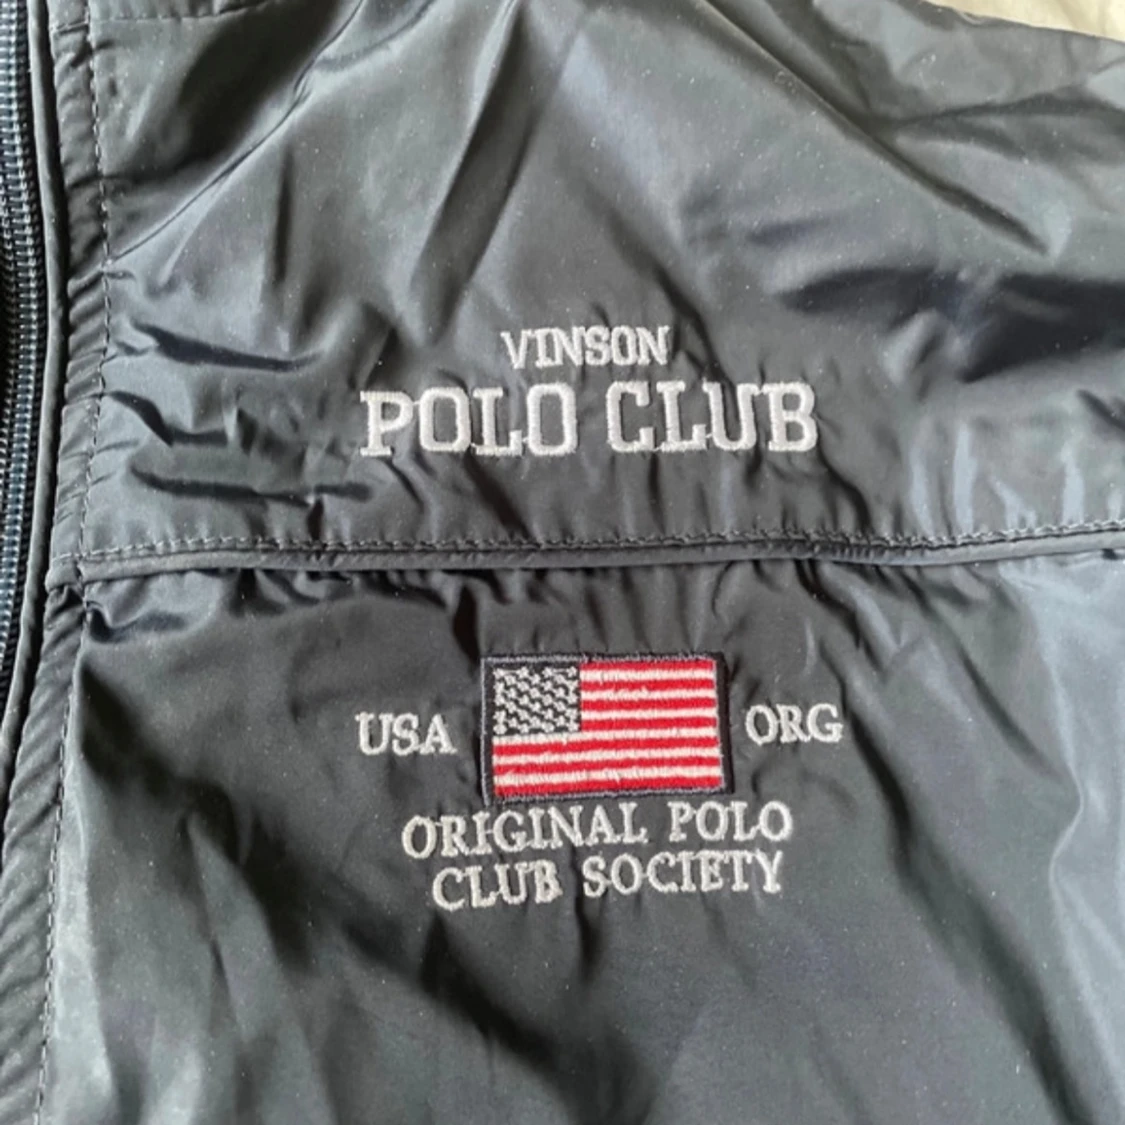 VINSON
POLO CLUB
USA ORG
ORIGINAL POLO
CLUB SOCIETY